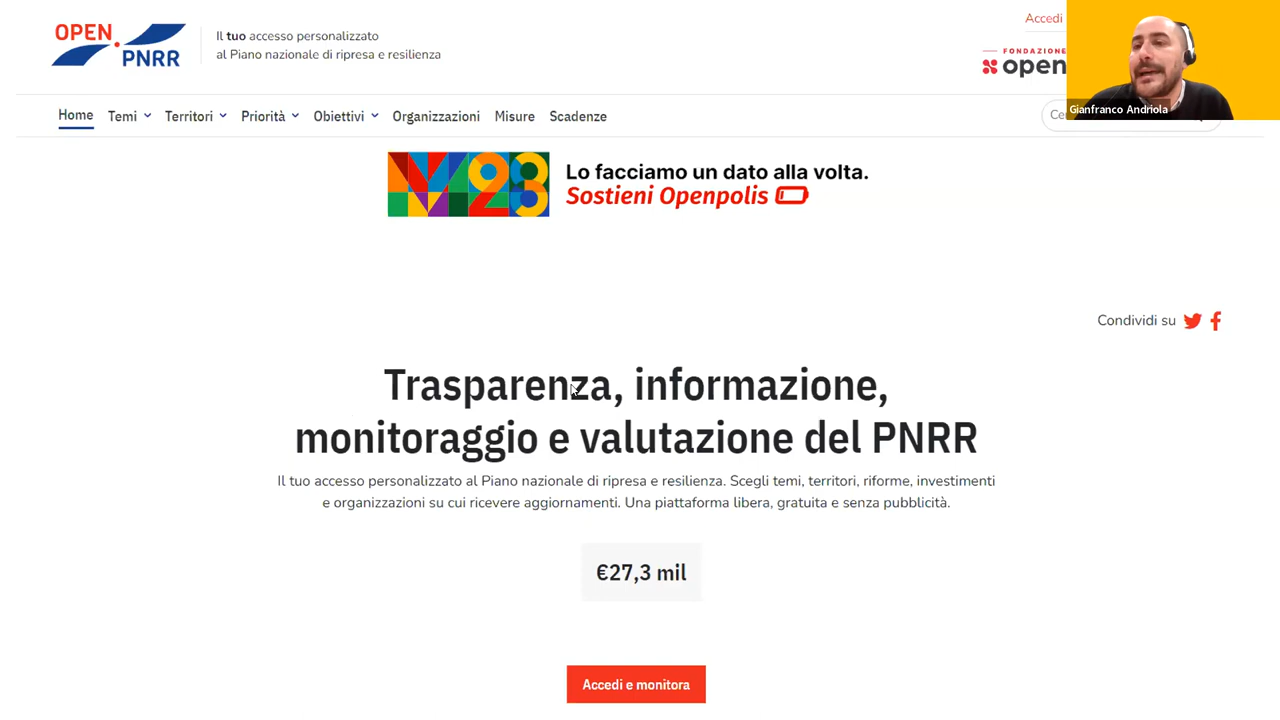 OPEN.
PNRR
Il tuo accesso personalizzato
al Piano nazionale di ripresa e resilienza
Accedi
FONDAZIONE
open
Gianfranco Andriola
Home Temi Territori Priorità Obiettivi Organizzazioni Misure Scadenze
Ce
Lo facciamo un dato alla volta.
Sostieni Openpolis
Condividi su
Trasparenza, informazione,
monitoraggio e valutazione del PNRR
Il tuo accesso personalizzato al Piano nazionale di ripresa e resilienza. Scegli temi, territori, riforme, investimenti
e organizzazioni su cui ricevere aggiornamenti. Una piattaforma libera, gratuita e senza pubblicità.
€27,3 mil
Accedi e monitora